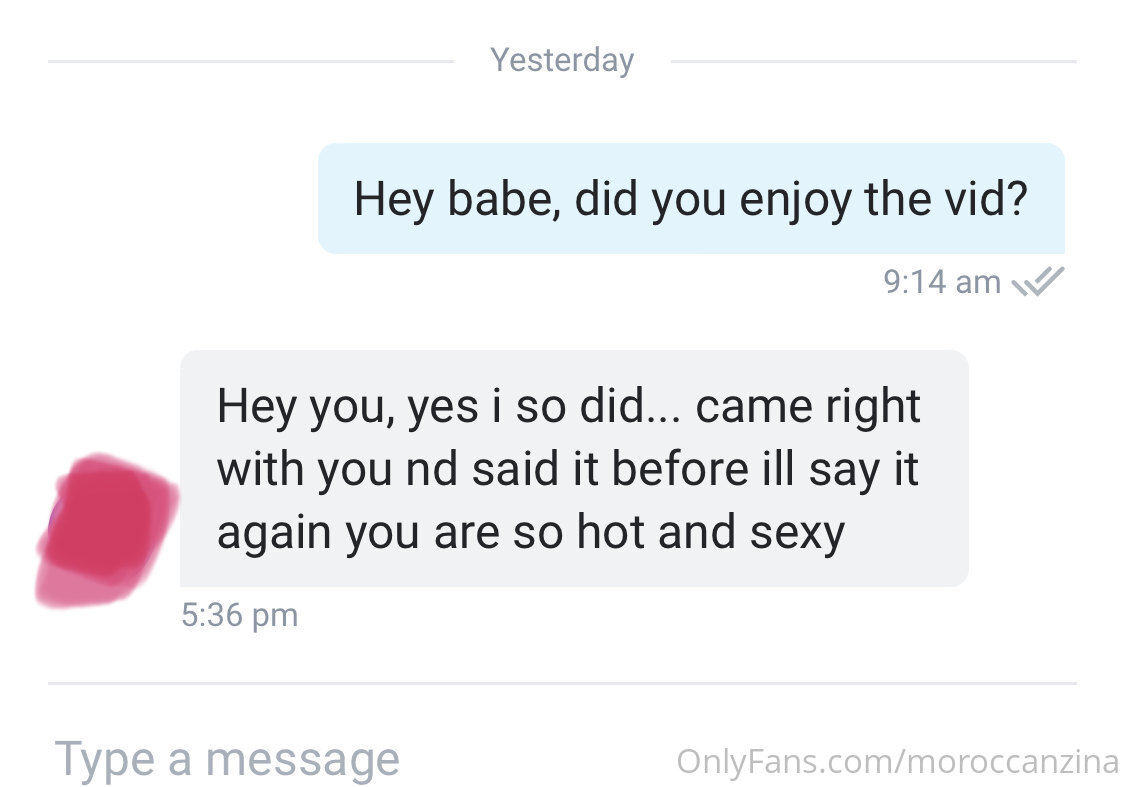 Yesterday
Hey babe, did you enjoy the vid?
9:14 am
Hey you, yes i so did... came right
with you nd said it before ill say it
again you are so hot and sexy
5:36 pm
Type a message
OnlyFans.com/moroccanzina